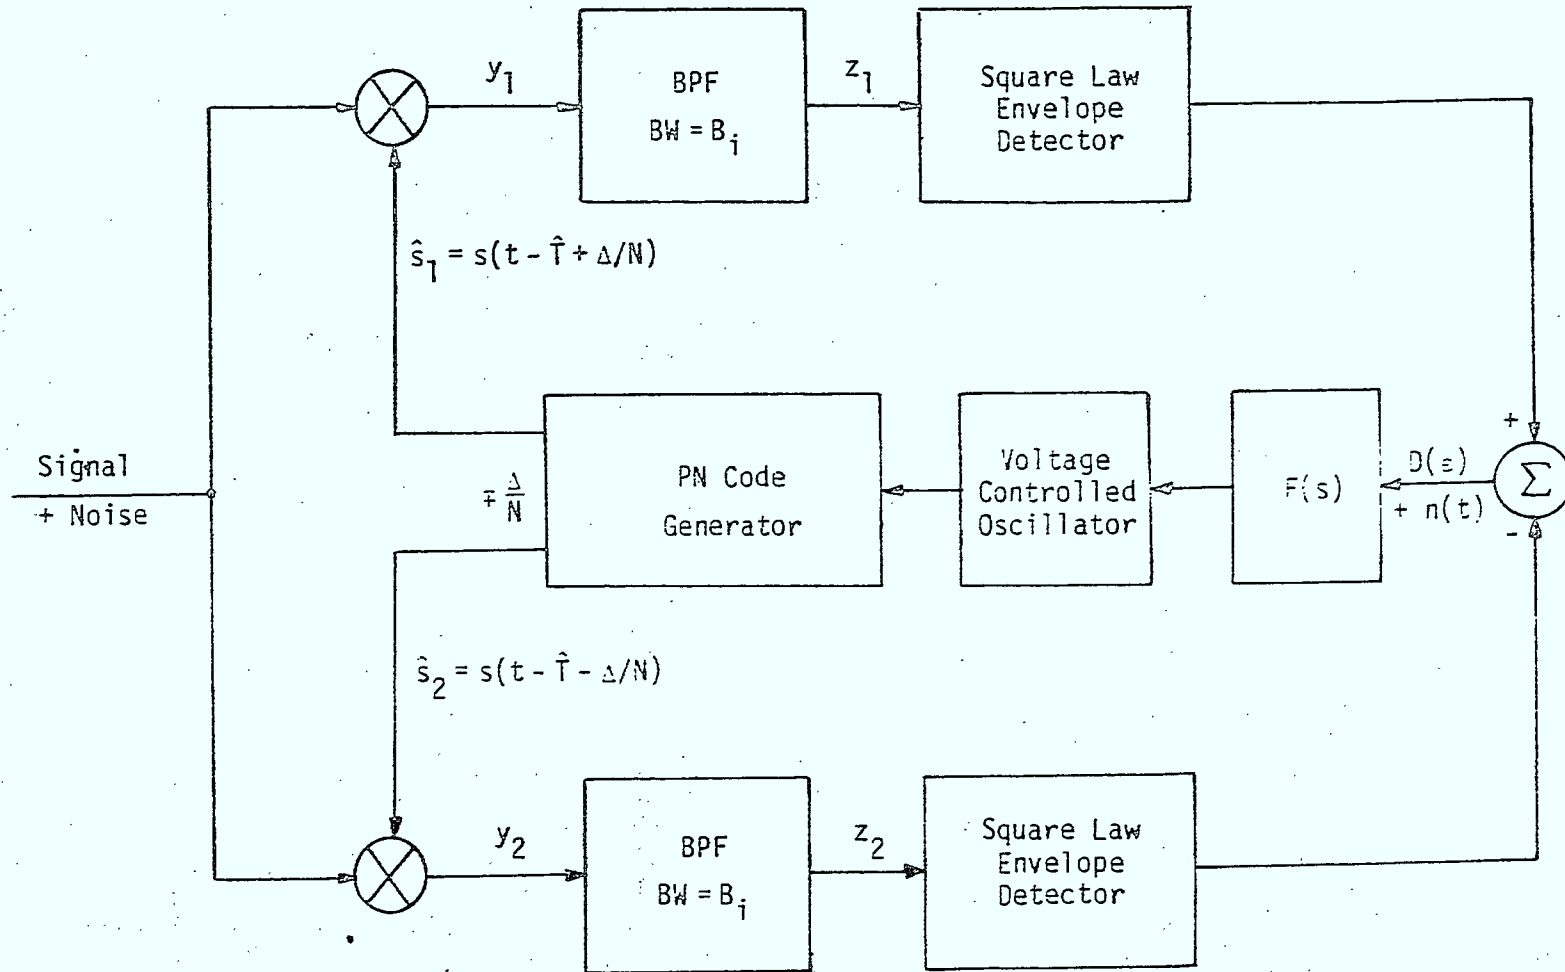 y₁
BPF
BW = Bᵢ
z₁
Square Law
Envelope
Detector
ŝ₁ = s(t - T̂ + Δ/N)
Signal
+ Noise
∓ Δ/N
PN Code
Generator
Voltage
Controlled
Oscillator
F(s)
D(ε)
+ n(t)
+
Σ
-
ŝ₂ = s(t - T̂ - Δ/N)
y₂
BPF
BW = Bᵢ
z₂
Square Law
Envelope
Detector